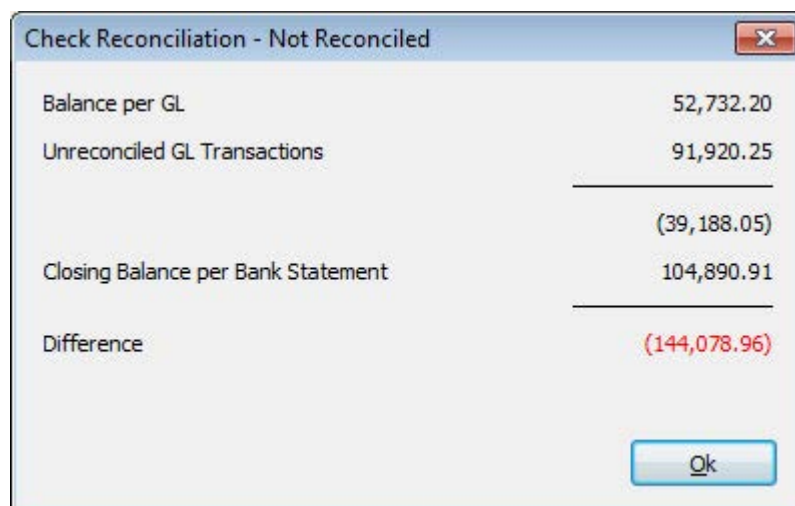 Check Reconciliation - Not Reconciled
Balance per GL 52,732.20
Unreconciled GL Transactions 91,920.25
(39,188.05)
Closing Balance per Bank Statement 104,890.91
Difference (144,078.96)
Ok